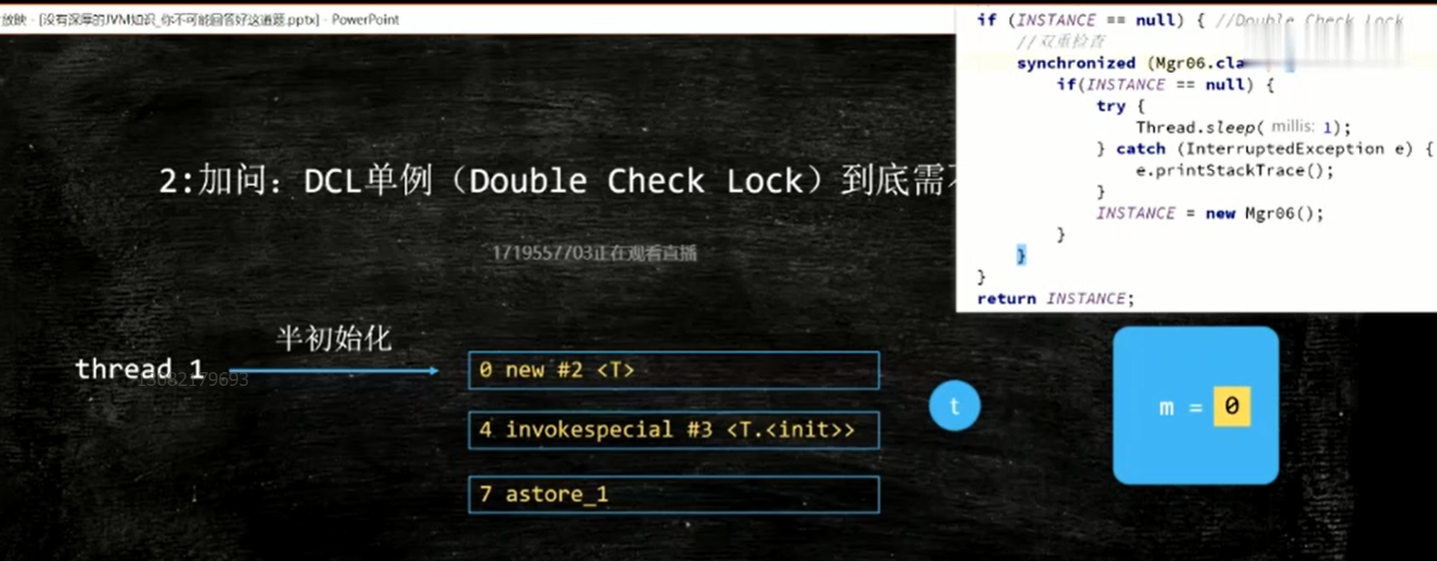 放映 - [没有深厚的JVM知识_你不可能回答好这道题.pptx] - PowerPoint
if (INSTANCE == null) { //Double Check Lock
//双重检查
synchronized (Mgr06.cla
if(INSTANCE == null) {
try {
Thread.sleep( millis: 1);
} catch (InterruptedException e) {
e.printStackTrace();
}
INSTANCE = new Mgr06();
}
}
}
return INSTANCE;
2:加问：DCL单例（Double Check Lock）到底需
1719557703正在观看直播
半初始化
thread 1
13082179693
0 new #2 <T>
4 invokespecial #3 <T.<init>>
7 astore_1
t
m = 0